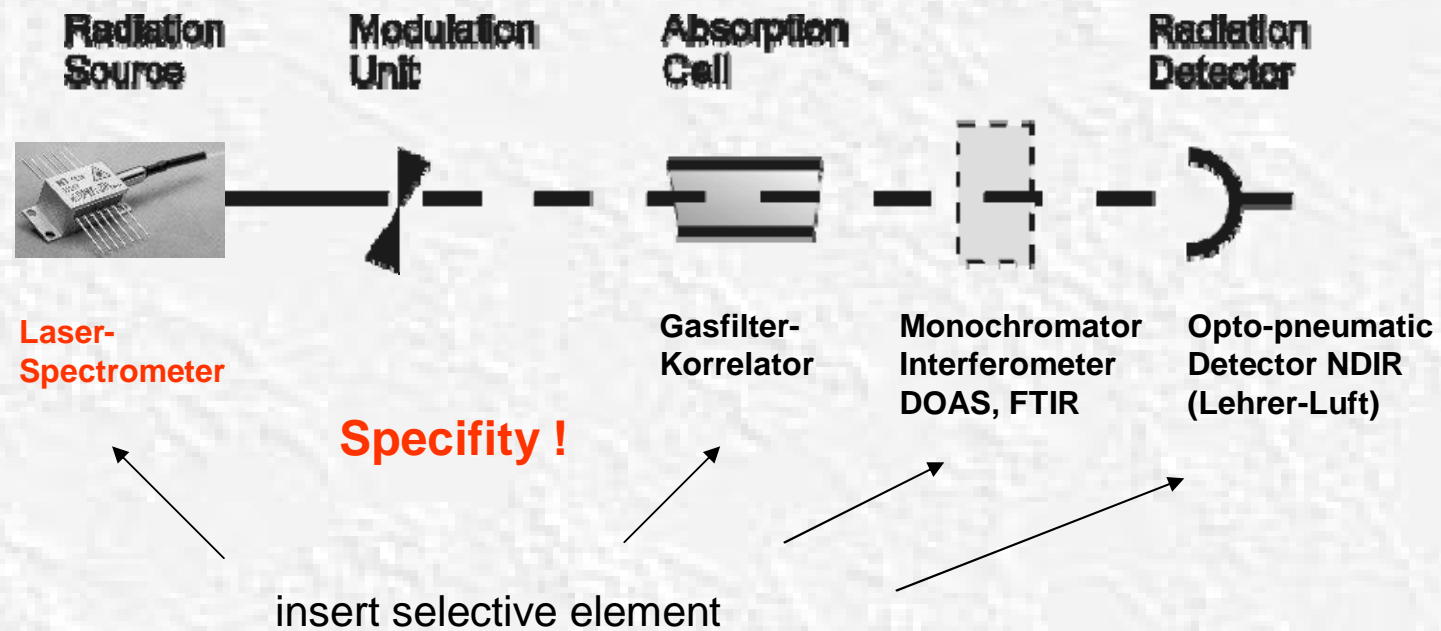 Radiation
Source
Modulation
Unit
Absorption
Cell
Radiation
Detector
Laser-
Spectrometer
Gasfilter-
Korrelator
Monochromator
Interferometer
DOAS, FTIR
Opto-pneumatic
Detector NDIR
(Lehrer-Luft)
Specifity !
insert selective element